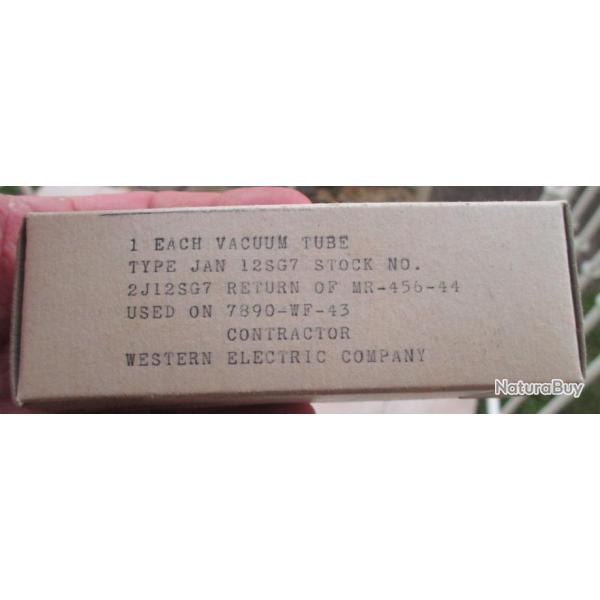 1 EACH VACUUM TUBE
TYPE JAN 12SG7 STOCK NO.
2J12SG7 RETURN OF MR-456-44
USED ON 7890-WF-43
CONTRACTOR
WESTERN ELECTRIC COMPANY
NaturaBuy